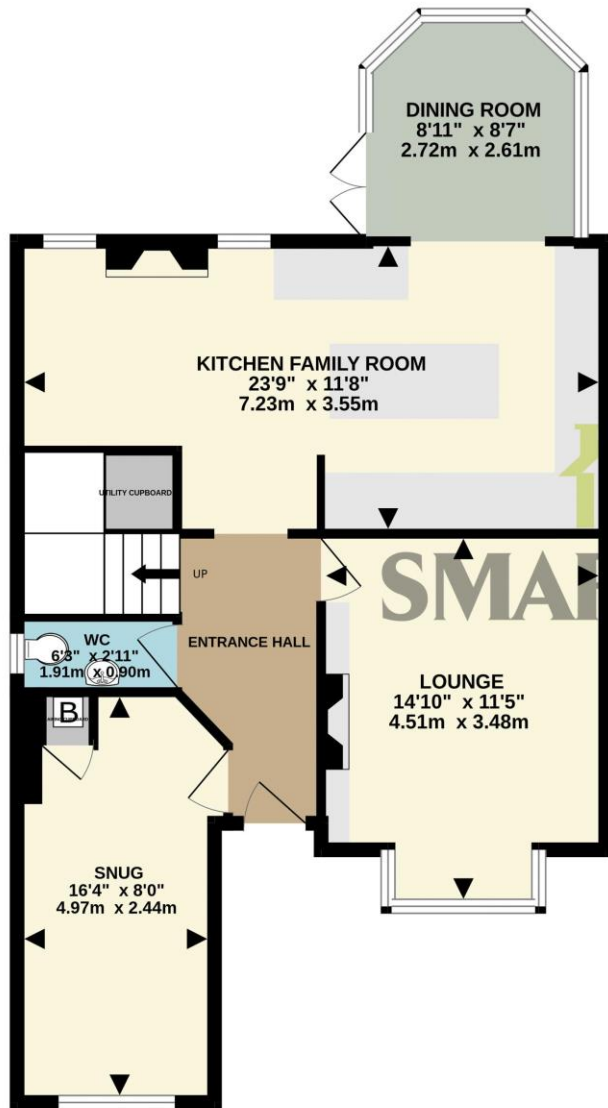 DINING ROOM
8'11" x 8'7"
2.72m x 2.61m
KITCHEN FAMILY ROOM
23'9" x 11'8"
7.23m x 3.55m
UTILITY CUPBOARD
UP
SMAR
WC
6'3" x 2'11"
1.91m x 0.90m
ENTRANCE HALL
LOUNGE
14'10" x 11'5"
4.51m x 3.48m
B
SNUG
16'4" x 8'0"
4.97m x 2.44m